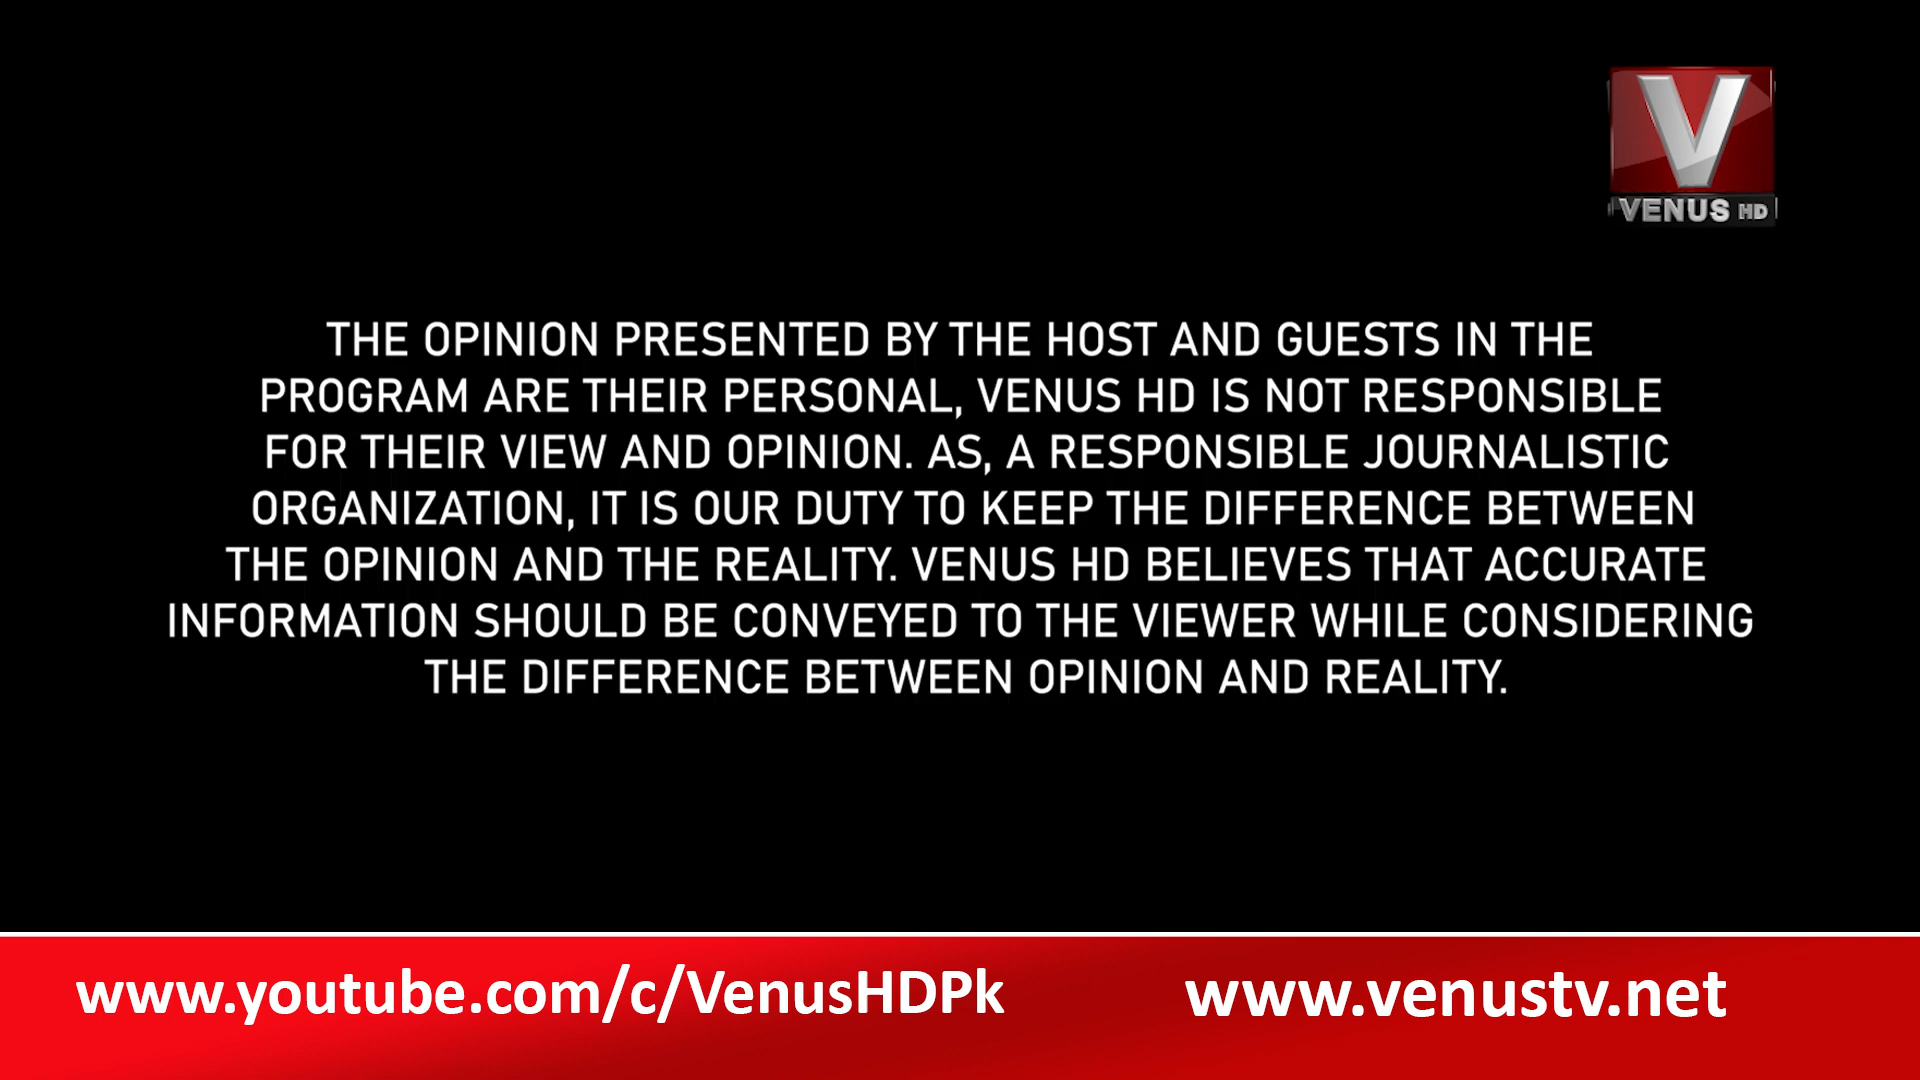 V
VENUS HD
THE OPINION PRESENTED BY THE HOST AND GUESTS IN THE
PROGRAM ARE THEIR PERSONAL, VENUS HD IS NOT RESPONSIBLE
FOR THEIR VIEW AND OPINION. AS, A RESPONSIBLE JOURNALISTIC
ORGANIZATION, IT IS OUR DUTY TO KEEP THE DIFFERENCE BETWEEN
THE OPINION AND THE REALITY. VENUS HD BELIEVES THAT ACCURATE
INFORMATION SHOULD BE CONVEYED TO THE VIEWER WHILE CONSIDERING
THE DIFFERENCE BETWEEN OPINION AND REALITY.
www.youtube.com/c/VenusHDPk
www.venustv.net